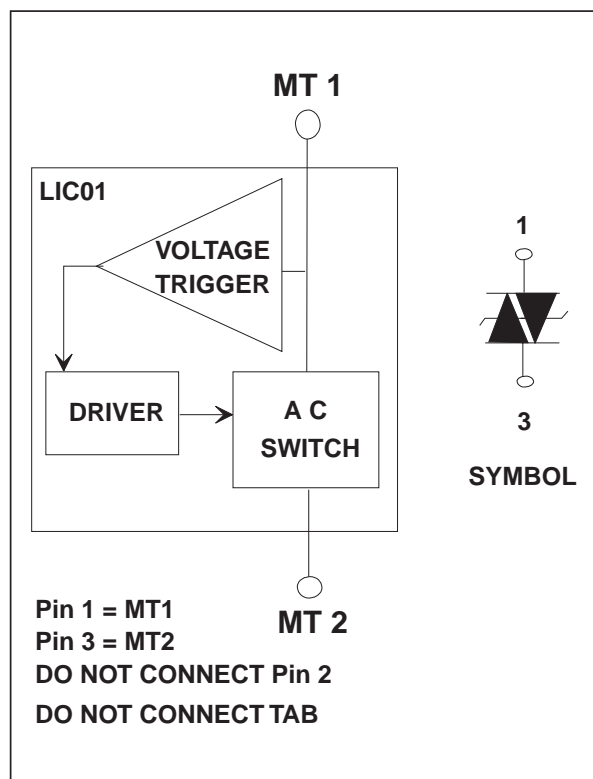 MT 1
LIC01
VOLTAGE
TRIGGER
DRIVER
A C
SWITCH
MT 2
1
3
SYMBOL
Pin 1 = MT1
Pin 3 = MT2
DO NOT CONNECT Pin 2
DO NOT CONNECT TAB